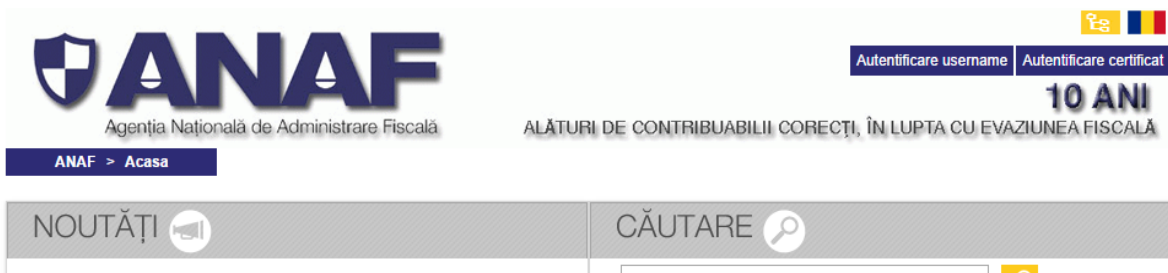 ANAF
Agenția Națională de Administrare Fiscală
Autentificare username
Autentificare certificat
10 ANI
ALĂTURI DE CONTRIBUABILII CORECȚI, ÎN LUPTA CU EVAZIUNEA FISCALĂ
ANAF > Acasa
NOUTĂȚI
CĂUTARE